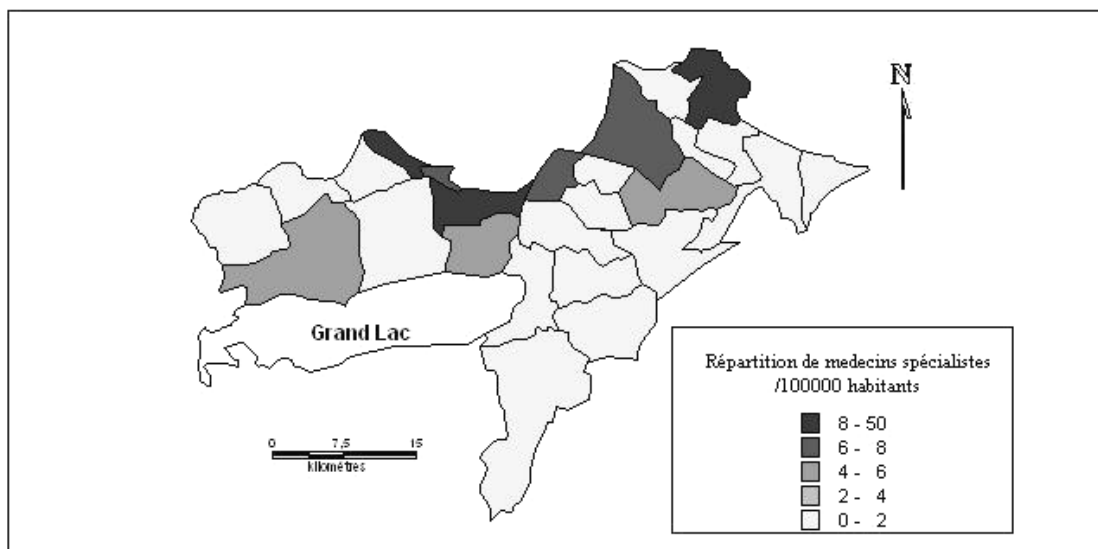 N
Grand Lac
0 7,5 15
kilométres
Répartition de medecins spécialistes
/100000 habitants
8 - 50
6 - 8
4 - 6
2 - 4
0 - 2